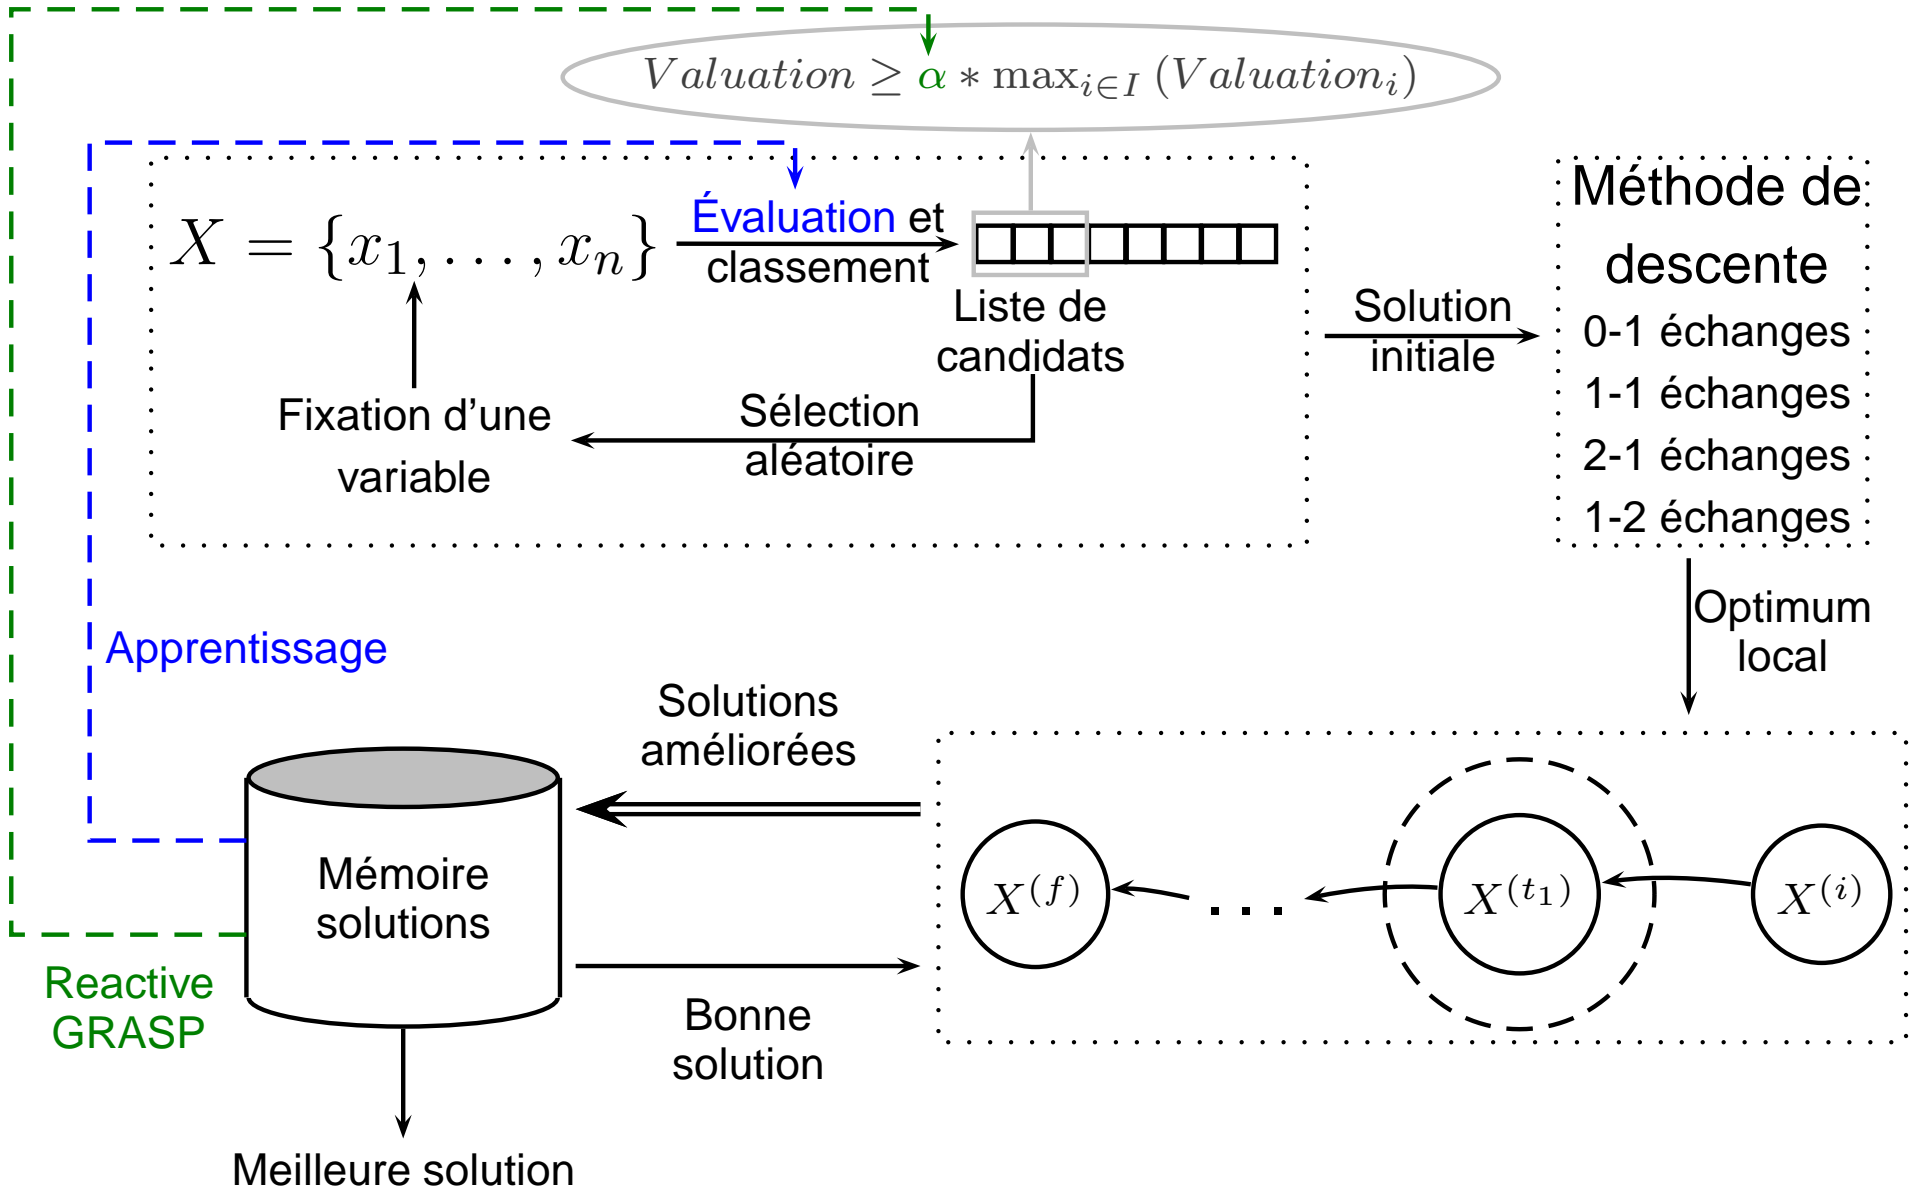 Valuation ≥ α ∗ max_{i∈I} (Valuation_i)
X = {x_1, . . . , x_n}
Évaluation et
classement
Liste de
candidats
Sélection
aléatoire
Fixation d'une
variable
Solution
initiale
Méthode de
descente
0-1 échanges
1-1 échanges
2-1 échanges
1-2 échanges
Optimum
local
Apprentissage
Solutions
améliorées
Mémoire
solutions
X^{(f)} . . . X^{(t_1)} X^{(i)}
Reactive
GRASP
Bonne
solution
Meilleure solution